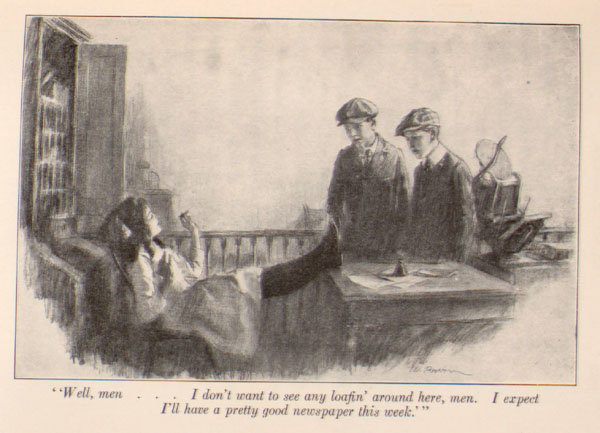 “‘Well, men . . . I don't want to see any loafin' around here, men. I expect
I'll have a pretty good newspaper this week.’”